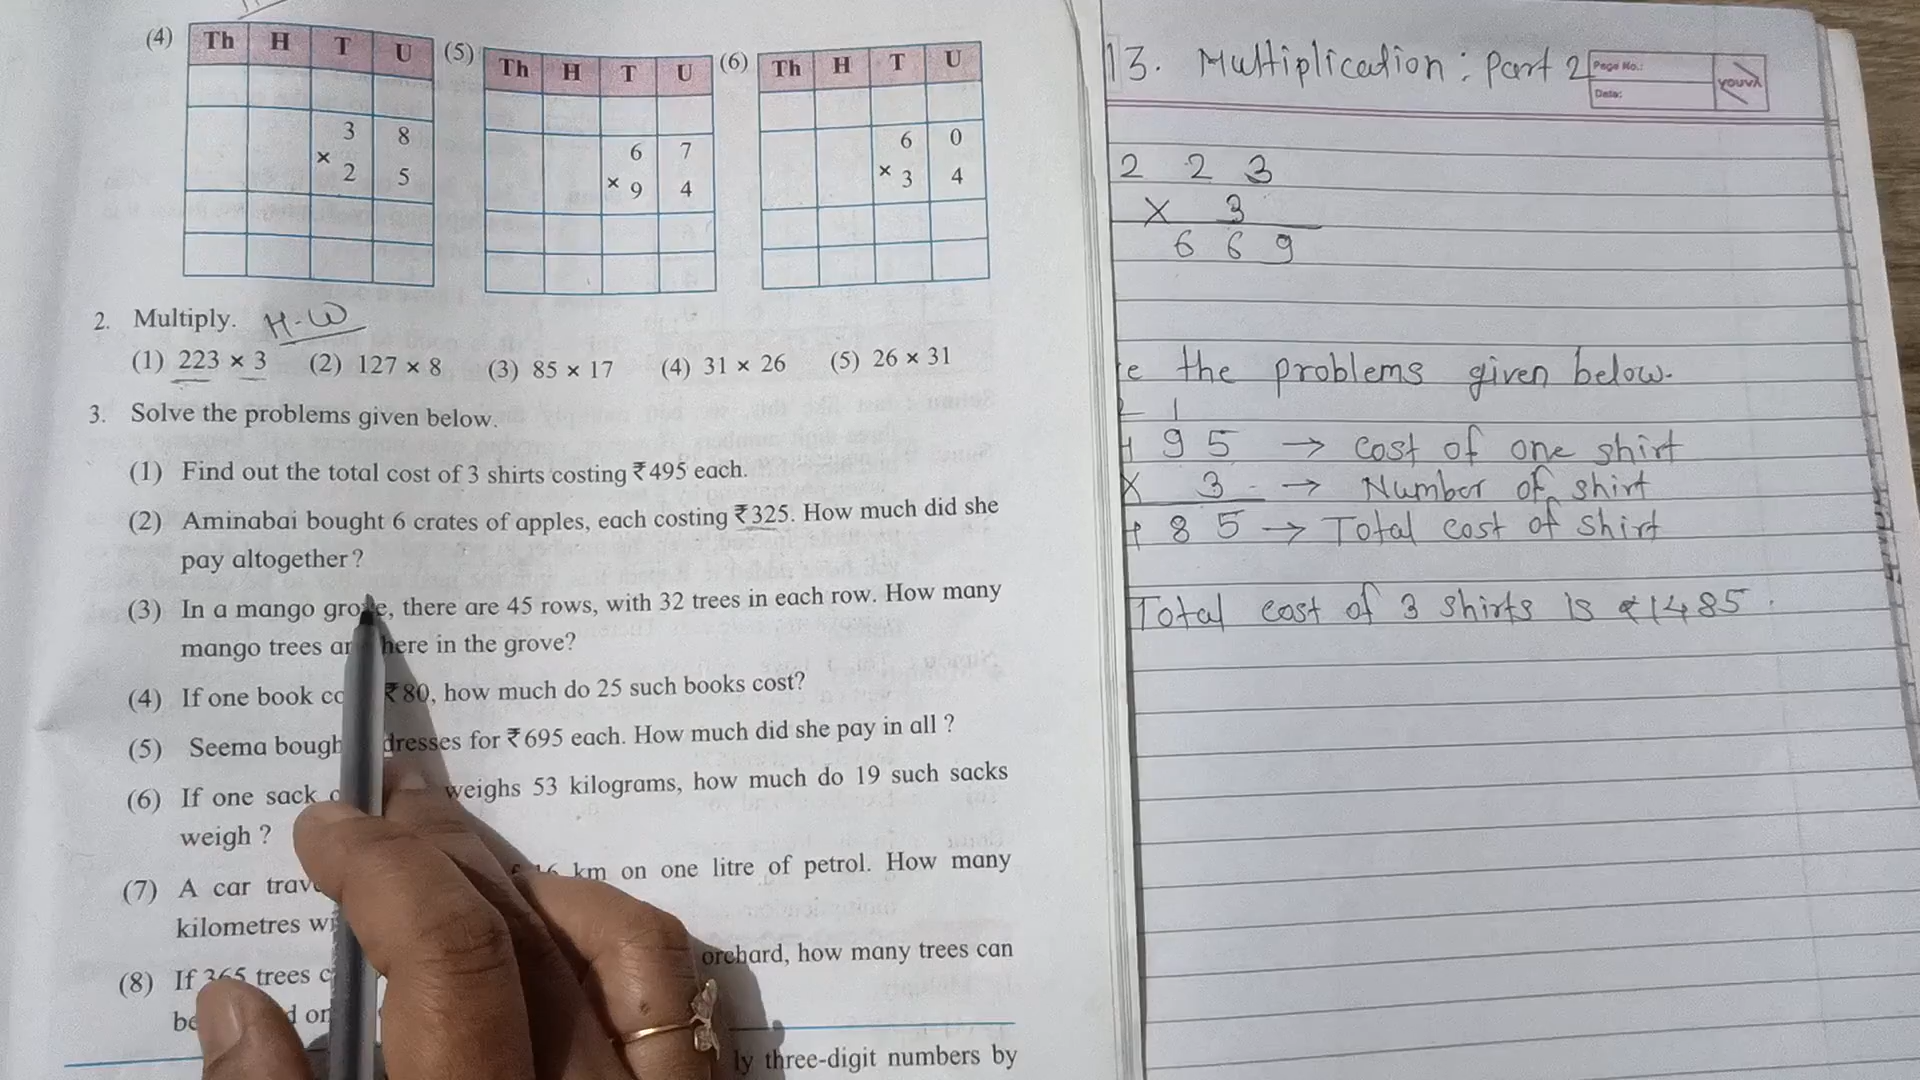 (4) Th H T U
3 8
× 2 5
(5) Th H T U
6 7
× 9 4
(6) Th H T U
6 0
× 3 4
2. Multiply. H-W
(1) 223 × 3 (2) 127 × 8 (3) 85 × 17 (4) 31 × 26 (5) 26 × 31
3. Solve the problems given below.
(1) Find out the total cost of 3 shirts costing ₹495 each.
(2) Aminabai bought 6 crates of apples, each costing ₹325. How much did she
pay altogether?
(3) In a mango grove, there are 45 rows, with 32 trees in each row. How many
mango trees are there in the grove?
(4) If one book ₹80, how much do 25 such books cost?
(5) Seema bought dresses for ₹695 each. How much did she pay in all ?
(6) If one sack weighs 53 kilograms, how much do 19 such sacks
weigh ?
(7) A car km on one litre of petrol. How many
kilometres
(8) If 365 trees orchard, how many trees can
three-digit numbers by
13. Multiplication : Part 2
Page No.:
Date:
YOUVA
2 2 3
× 3
6 6 9
the problems given below.
1
9 5 → Cost of one shirt
× 3 → Number of shirt
8 5 → Total cost of shirt
Total cost of 3 shirts is ₹1485.